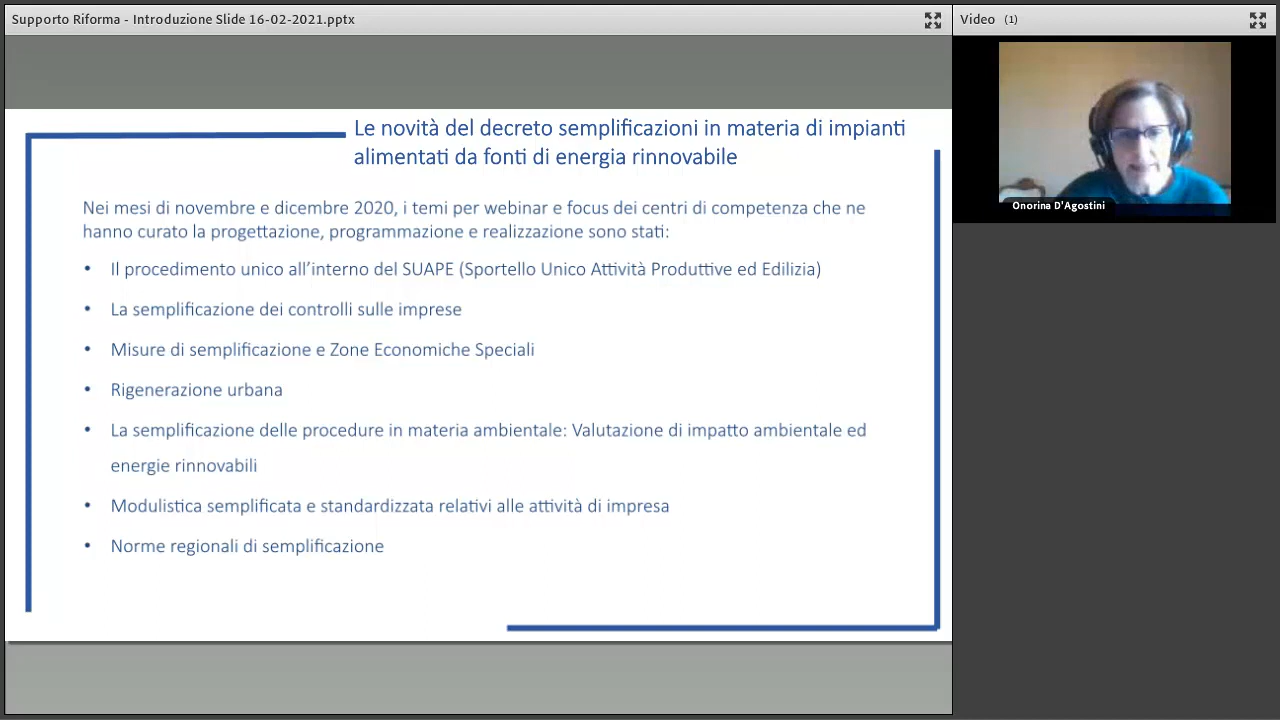 Supporto Riforma - Introduzione Slide 16-02-2021.pptx
Video (1)
Le novità del decreto semplificazioni in materia di impianti
alimentati da fonti di energia rinnovabile
Nei mesi di novembre e dicembre 2020, i temi per webinar e focus dei centri di competenza che ne
hanno curato la progettazione, programmazione e realizzazione sono stati:
• Il procedimento unico all’interno del SUAPE (Sportello Unico Attività Produttive ed Edilizia)
• La semplificazione dei controlli sulle imprese
• Misure di semplificazione e Zone Economiche Speciali
• Rigenerazione urbana
• La semplificazione delle procedure in materia ambientale: Valutazione di impatto ambientale ed
energie rinnovabili
• Modulistica semplificata e standardizzata relativi alle attività di impresa
• Norme regionali di semplificazione
Onorina D'Agostini